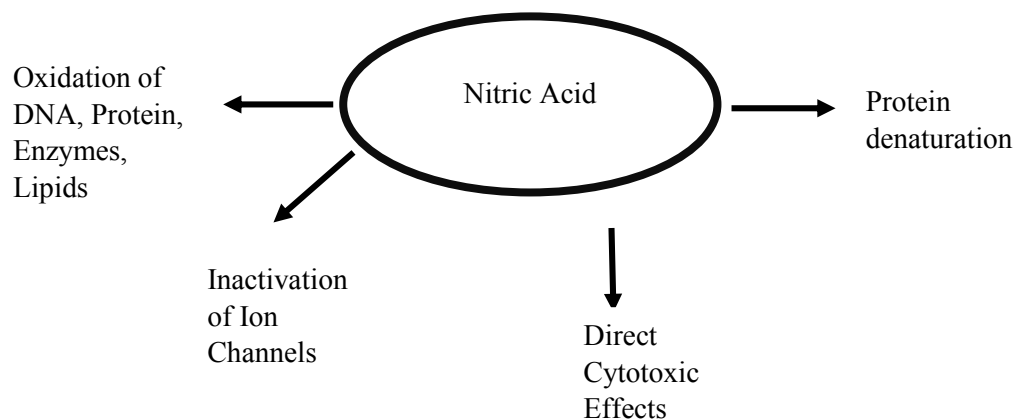 Nitric Acid
Oxidation of
DNA, Protein,
Enzymes,
Lipids
Protein
denaturation
Inactivation
of Ion
Channels
Direct
Cytotoxic
Effects